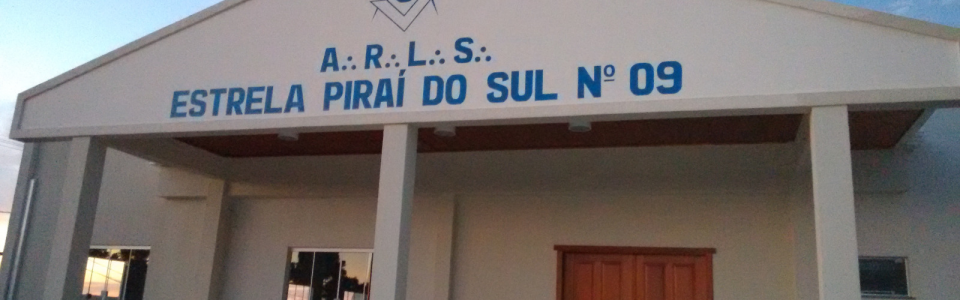 A∴ R∴ L∴ S∴
ESTRELA PIRAÍ DO SUL Nº 09